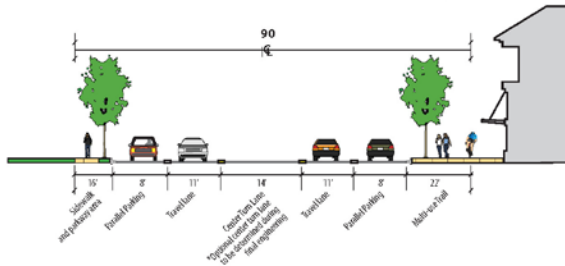 90
℄
16'
8'
11'
14'
11'
8'
22'
Sidewalk
and parkway area
Parallel Parking
Travel Lane
Center Turn Lane
*Optional center turn lane
to be determined during
final engineering
Travel Lane
Parallel Parking
Multi-use Trail